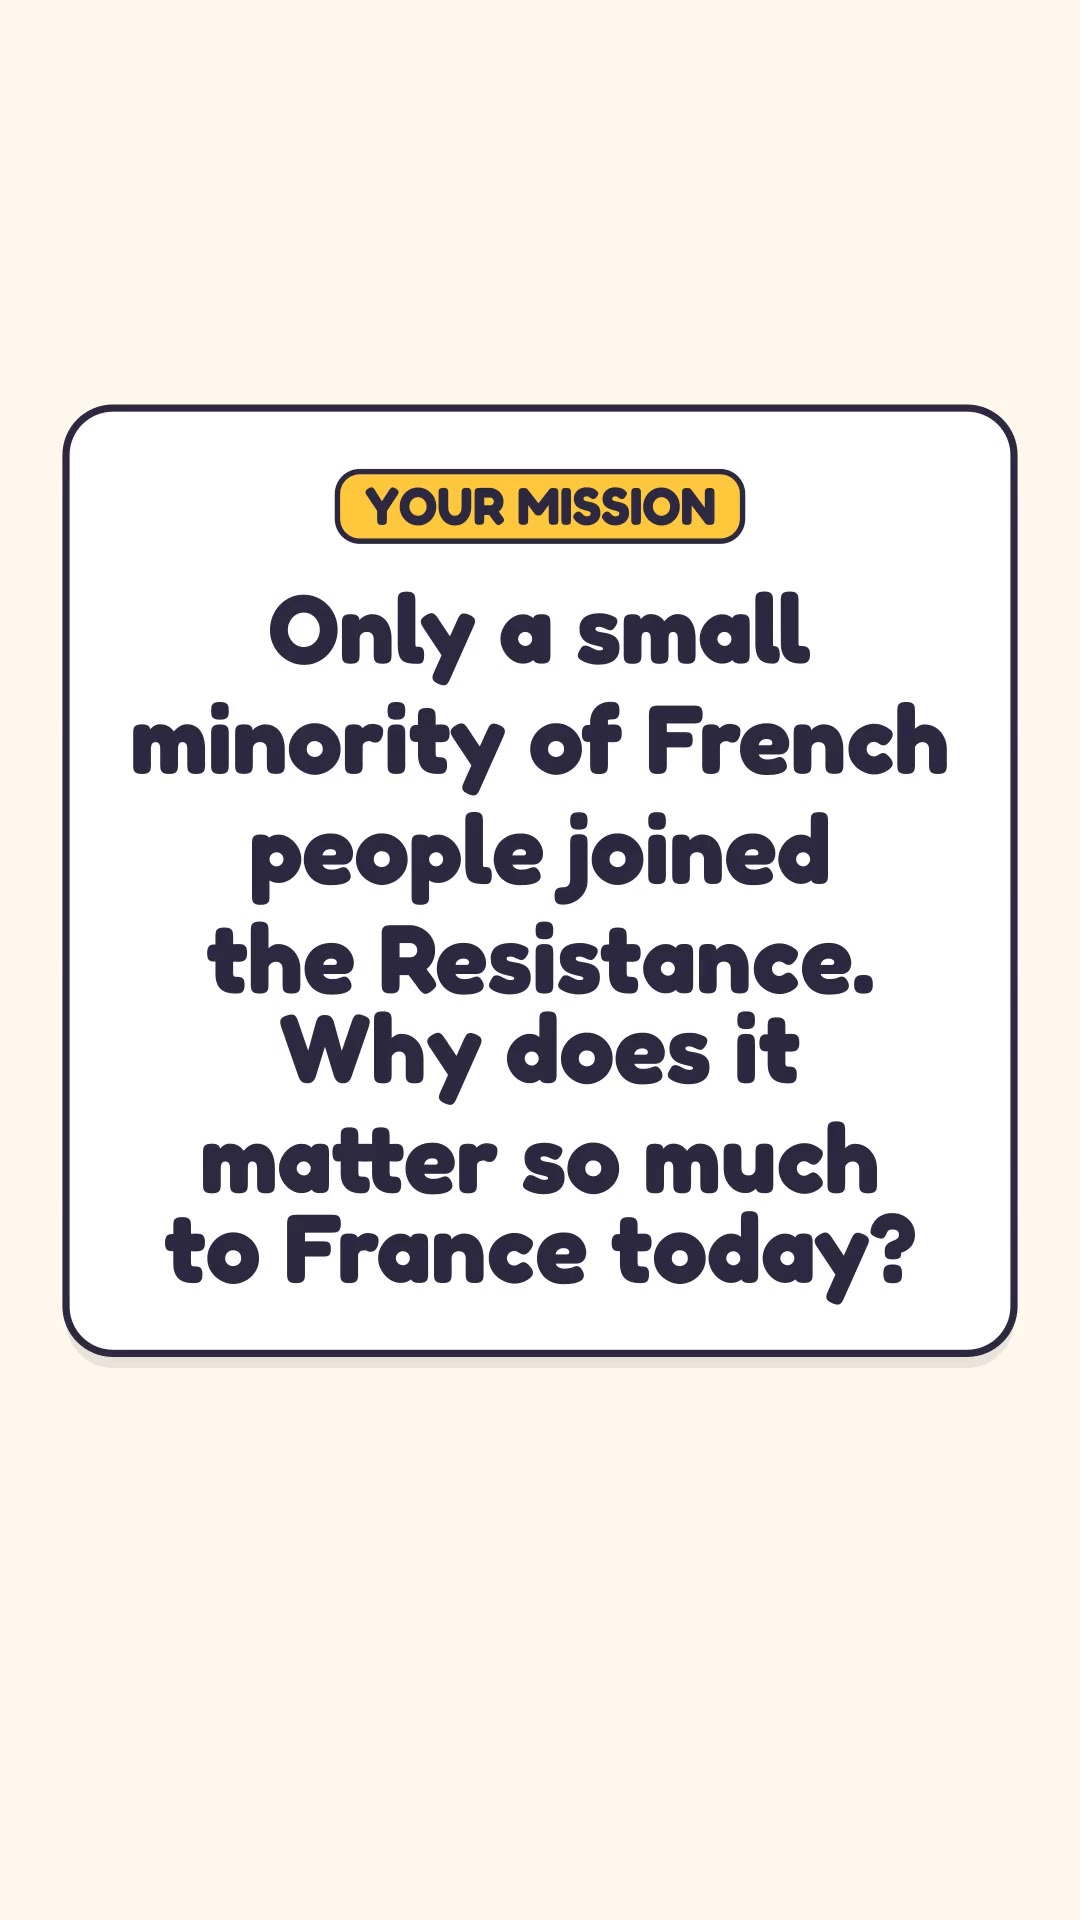 YOUR MISSION
Only a small
minority of French
people joined
the Resistance.
Why does it
matter so much
to France today?